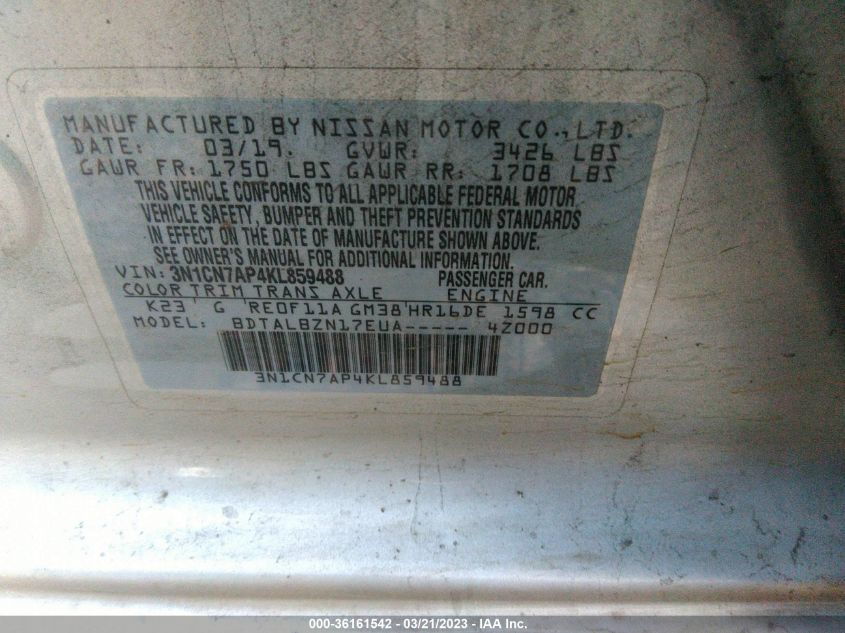 MANUFACTURED BY NISSAN MOTOR CO., LTD.
DATE: 03/19. GVWR: 3426 LBS
GAWR FR: 1750 LBS GAWR RR: 1708 LBS
THIS VEHICLE CONFORMS TO ALL APPLICABLE FEDERAL MOTOR
VEHICLE SAFETY, BUMPER AND THEFT PREVENTION STANDARDS
IN EFFECT ON THE DATE OF MANUFACTURE SHOWN ABOVE.
SEE OWNER'S MANUAL FOR ADDITIONAL INFORMATION.
VIN: 3N1CN7AP4KL859488 PASSENGER CAR.
COLOR TRIM TRANS AXLE ENGINE
K23 G RE0F11A GM38 HR16DE 1598 CC
MODEL: BDTALBZN17EUA----- 4Z000
3N1CN7AP4KL859488
000-36161542 - 03/21/2023 - IAA Inc.